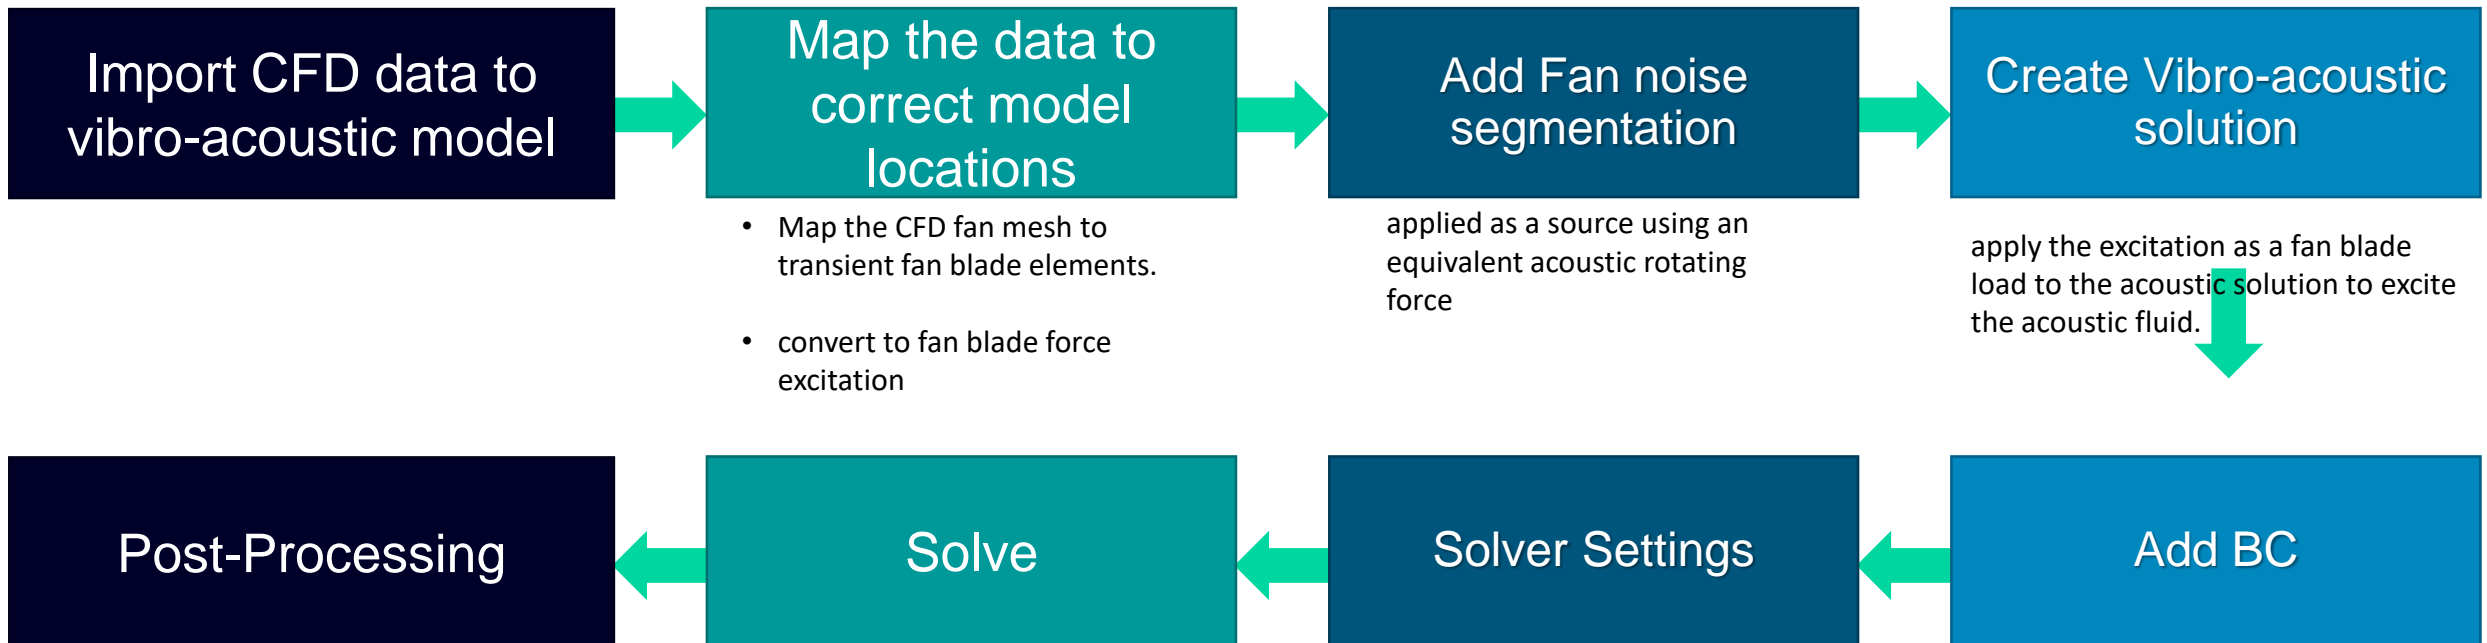 Import CFD data to
vibro-acoustic model
Map the data to
correct model
locations
• Map the CFD fan mesh to
transient fan blade elements.
• convert to fan blade force
excitation
Add Fan noise
segmentation
applied as a source using an
equivalent acoustic rotating
force
Create Vibro-acoustic
solution
apply the excitation as a fan blade
load to the acoustic solution to excite
the acoustic fluid.
Add BC
Solver Settings
Solve
Post-Processing